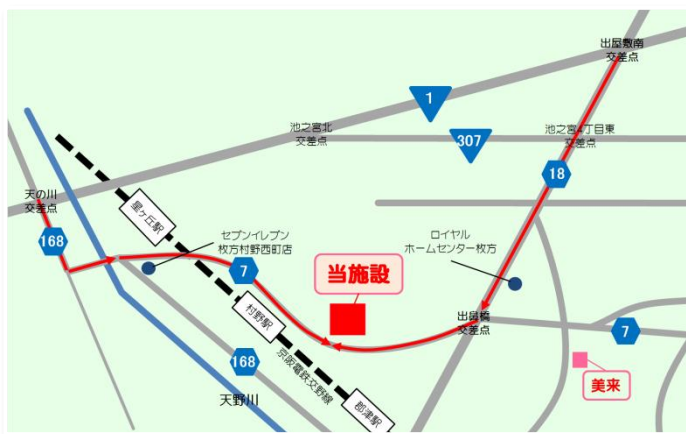 出屋敷南
交差点
1
池之宮北
交差点
307
池之宮4丁目東
交差点
18
天の川
交差点
168
星ヶ丘駅
セブンイレブン
枚方村野西町店
7
ロイヤル
ホームセンター枚方
当施設
村野駅
出鼻橋
交差点
7
168
京阪電鉄交野線
美来
天野川
郡津駅